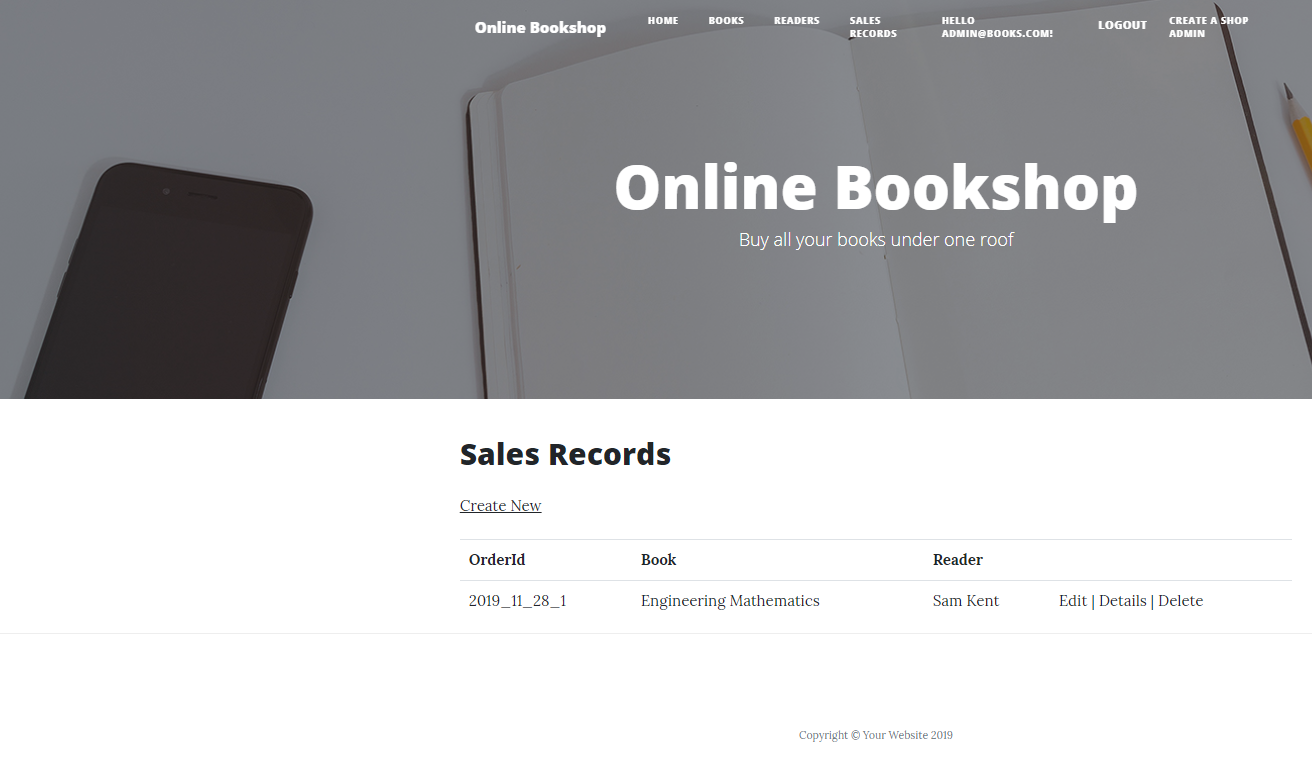 Online Bookshop
HOME
BOOKS
READERS
SALES
RECORDS
HELLO
ADMIN@BOOKS.COM!
LOGOUT
CREATE A SHOP
ADMIN
Online Bookshop
Buy all your books under one roof
Sales Records
Create New
OrderId Book Reader
2019_11_28_1 Engineering Mathematics Sam Kent Edit | Details | Delete
Copyright © Your Website 2019